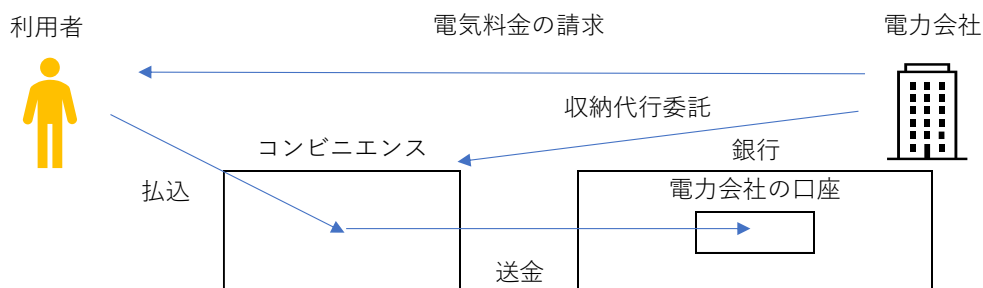 利用者
電気料金の請求
電力会社
収納代行委託
コンビニエンス
銀行
払込
電力会社の口座
送金